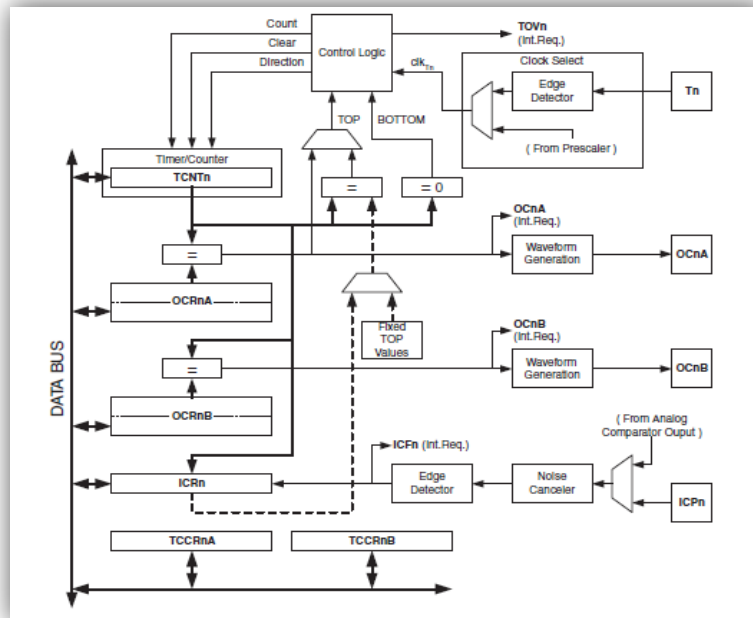 Count
Clear
Direction
Control Logic
TOVn
(Int.Req.)
clkTn
Clock Select
Edge
Detector
Tn
( From Prescaler )
TOP
BOTTOM
Timer/Counter
TCNTn
=
= 0
=
OCnA
(Int.Req.)
Waveform
Generation
OCnA
OCRnA
Fixed
TOP
Values
=
OCnB
(Int.Req.)
Waveform
Generation
OCnB
OCRnB
DATA BUS
( From Analog
Comparator Ouput )
ICFn (Int.Req.)
ICRn
Edge
Detector
Noise
Canceler
ICPn
TCCRnA
TCCRnB